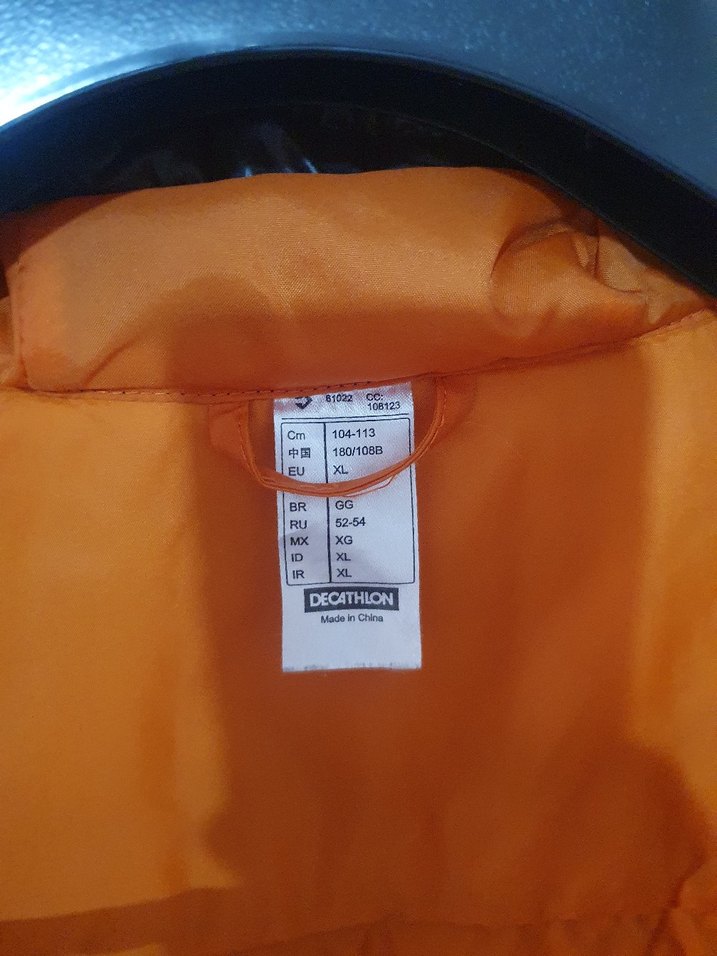 81022 CC:
108123
Cm 104-113
中国 180/108B
EU XL
BR GG
RU 52-54
MX XG
ID XL
IR XL
DECATHLON
Made in China